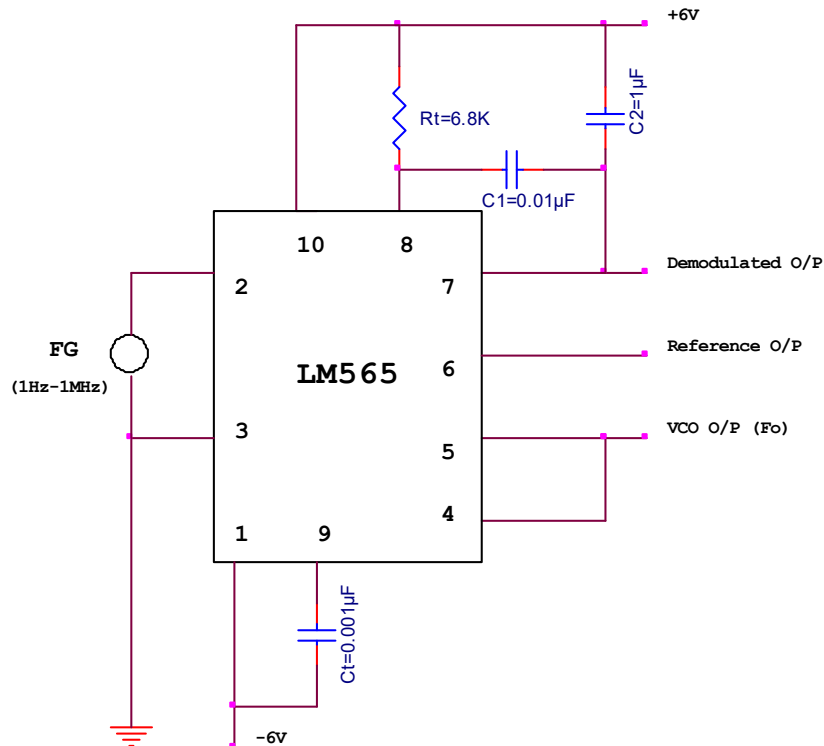 +6V
Rt=6.8K
C2=1µF
C1=0.01µF
10
8
2
7
Demodulated O/P
FG
(1Hz-1MHz)
LM565
6
Reference O/P
3
5
VCO O/P (Fo)
4
1
9
Ct=0.001µF
-6V